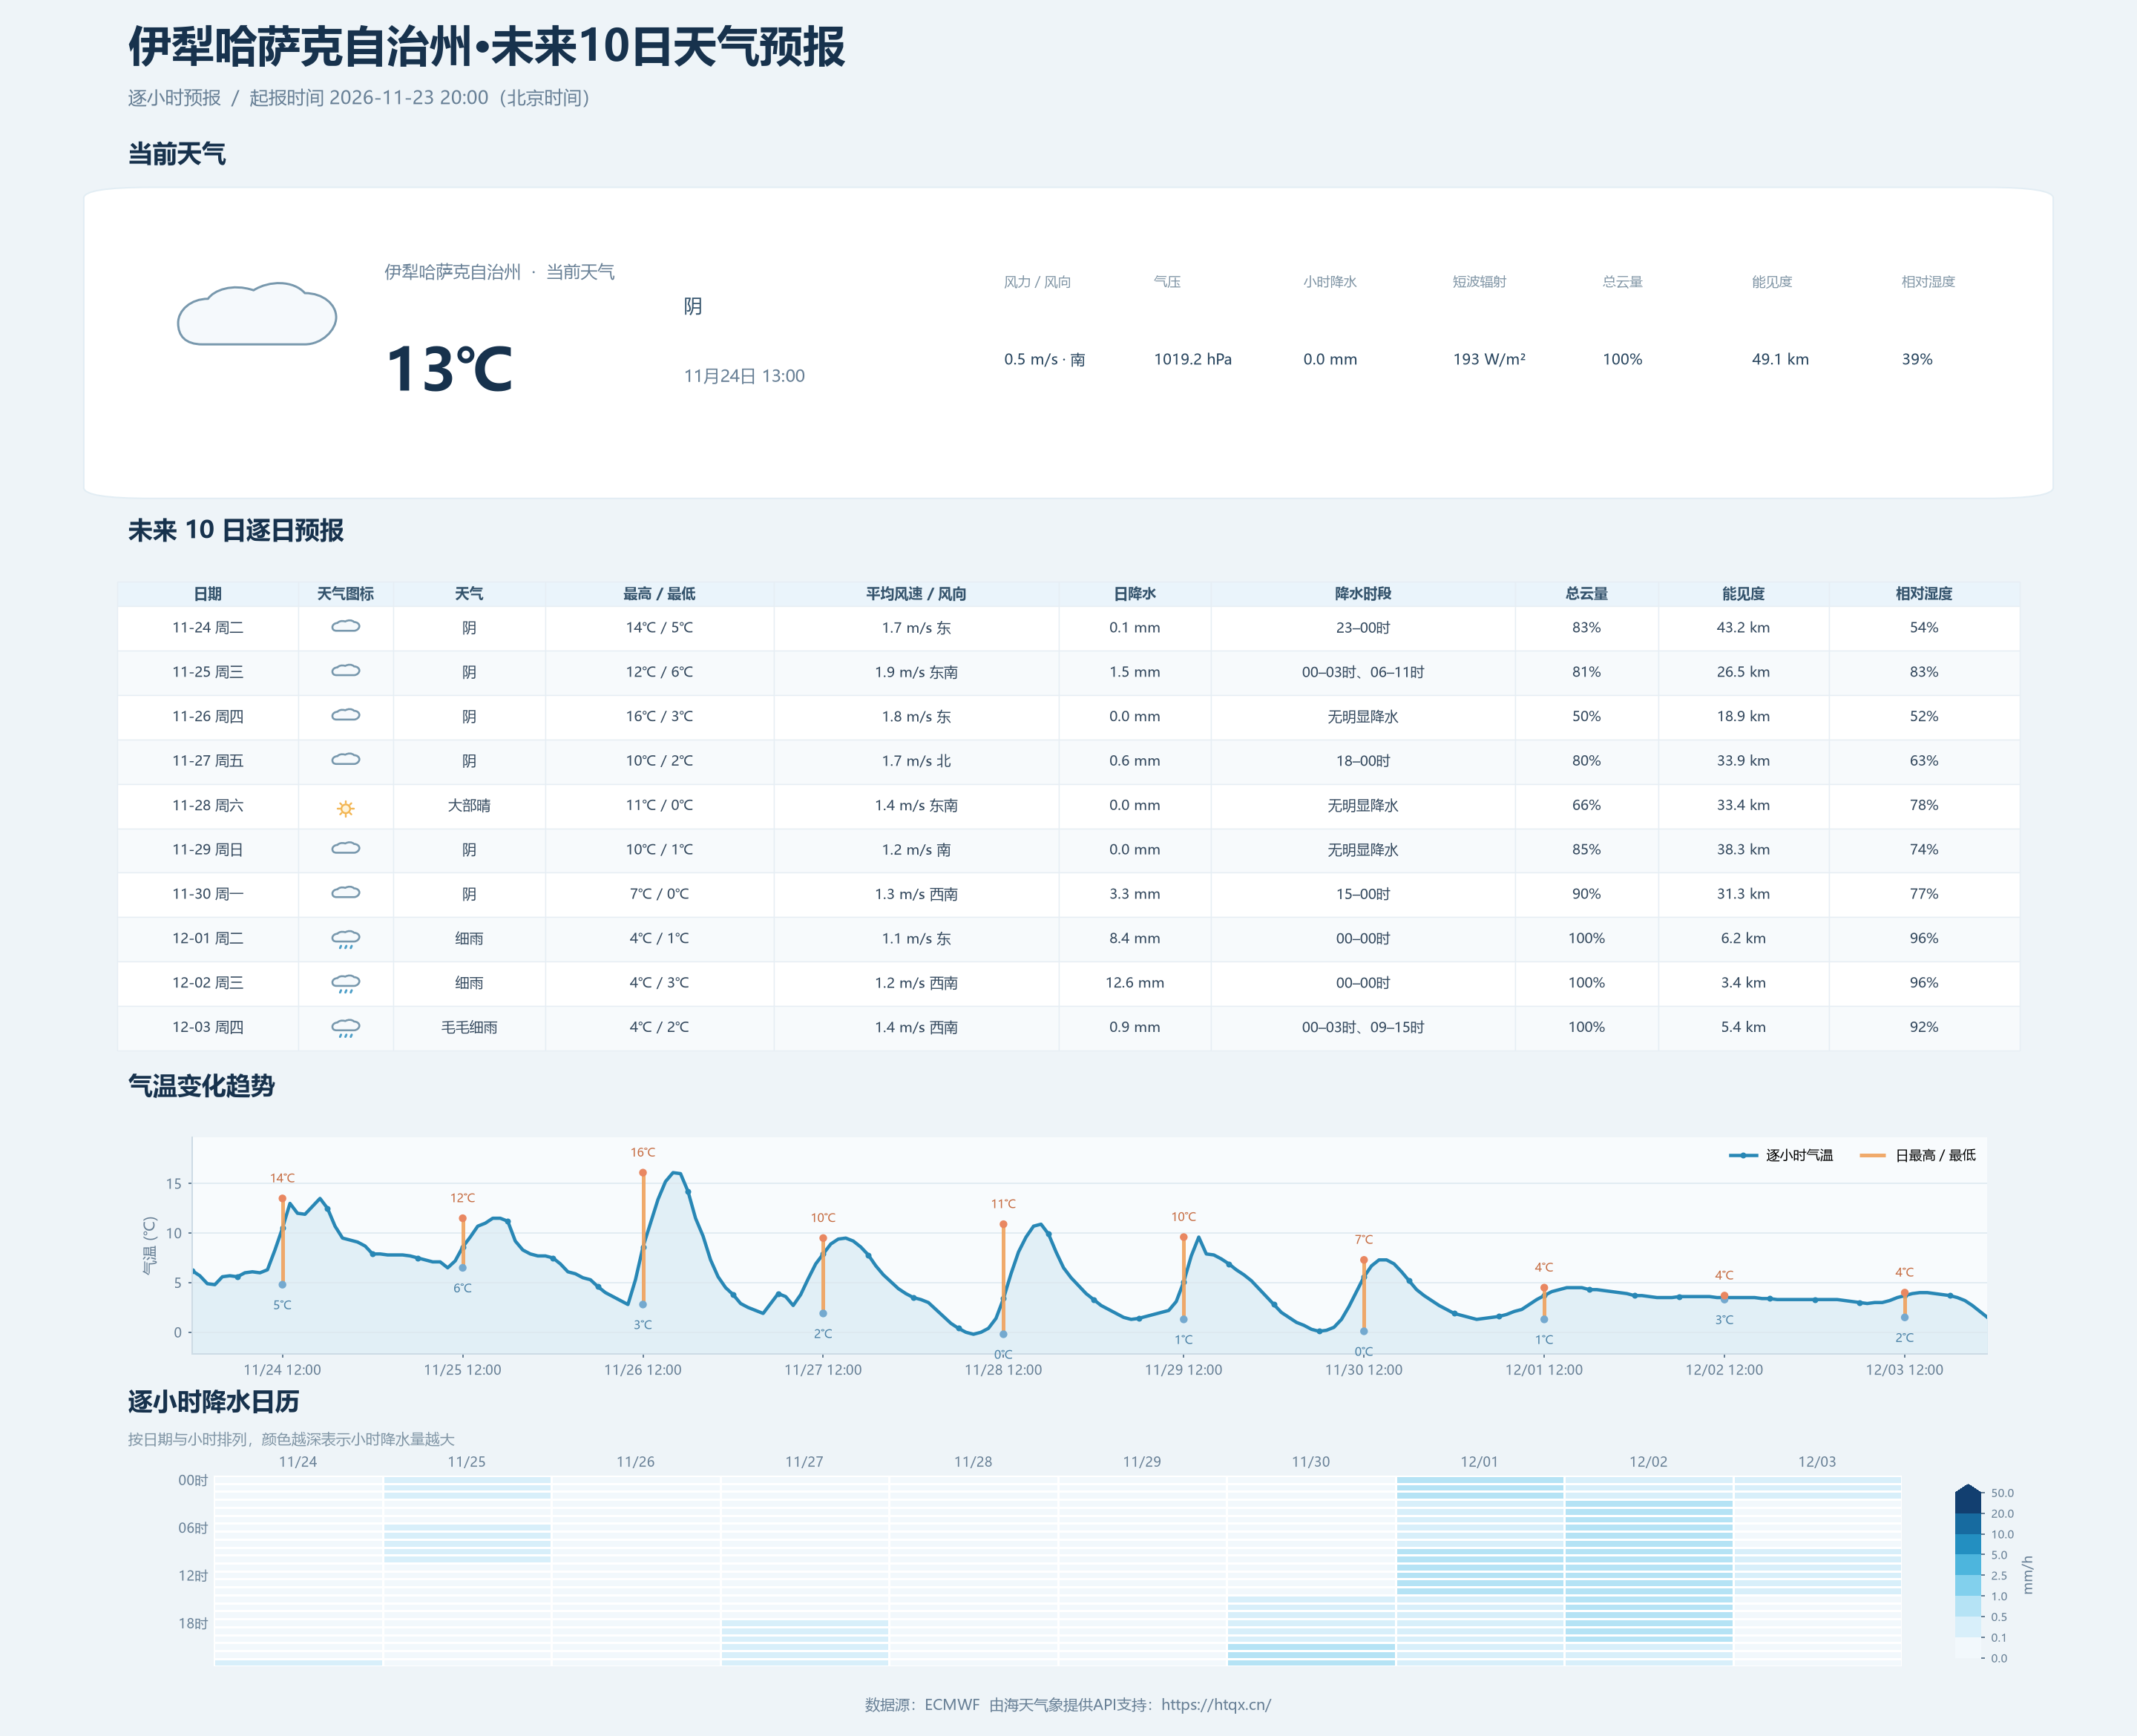 伊犁哈萨克自治州•未来10日天气预报
逐小时预报 / 起报时间 2026-11-23 20:00（北京时间）
当前天气
伊犁哈萨克自治州 · 当前天气
阴
13℃
11月24日 13:00
风力 / 风向 气压 小时降水 短波辐射 总云量 能见度 相对湿度
0.5 m/s · 南 1019.2 hPa 0.0 mm 193 W/m² 100% 49.1 km 39%
未来 10 日逐日预报
日期 天气图标 天气 最高 / 最低 平均风速 / 风向 日降水 降水时段 总云量 能见度 相对湿度
11-24 周二 阴 14℃ / 5℃ 1.7 m/s 东 0.1 mm 23–00时 83% 43.2 km 54%
11-25 周三 阴 12℃ / 6℃ 1.9 m/s 东南 1.5 mm 00–03时、06–11时 81% 26.5 km 83%
11-26 周四 阴 16℃ / 3℃ 1.8 m/s 东 0.0 mm 无明显降水 50% 18.9 km 52%
11-27 周五 阴 10℃ / 2℃ 1.7 m/s 北 0.6 mm 18–00时 80% 33.9 km 63%
11-28 周六 大部晴 11℃ / 0℃ 1.4 m/s 东南 0.0 mm 无明显降水 66% 33.4 km 78%
11-29 周日 阴 10℃ / 1℃ 1.2 m/s 南 0.0 mm 无明显降水 85% 38.3 km 74%
11-30 周一 阴 7℃ / 0℃ 1.3 m/s 西南 3.3 mm 15–00时 90% 31.3 km 77%
12-01 周二 细雨 4℃ / 1℃ 1.1 m/s 东 8.4 mm 00–00时 100% 6.2 km 96%
12-02 周三 细雨 4℃ / 3℃ 1.2 m/s 西南 12.6 mm 00–00时 100% 3.4 km 96%
12-03 周四 毛毛细雨 4℃ / 2℃ 1.4 m/s 西南 0.9 mm 00–03时、09–15时 100% 5.4 km 92%
气温变化趋势
逐小时气温 日最高 / 最低
气温 (℃)
15
10
5
0
14℃ 12℃ 16℃ 10℃ 11℃ 10℃ 7℃ 4℃ 4℃ 4℃
5℃ 6℃ 3℃ 2℃ 0℃ 1℃ 0℃ 1℃ 3℃ 2℃
11/24 12:00 11/25 12:00 11/26 12:00 11/27 12:00 11/28 12:00 11/29 12:00 11/30 12:00 12/01 12:00 12/02 12:00 12/03 12:00
逐小时降水日历
按日期与小时排列，颜色越深表示小时降水量越大
11/24 11/25 11/26 11/27 11/28 11/29 11/30 12/01 12/02 12/03
00时
06时
12时
18时
50.0
20.0
10.0
5.0
2.5
1.0
0.5
0.1
0.0
mm/h
数据源：ECMWF 由海天气象提供API支持：https://htqx.cn/